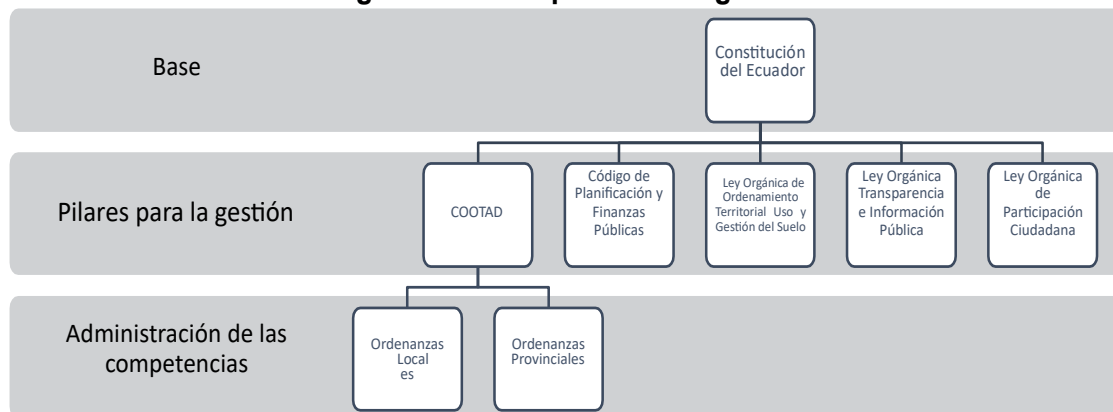 Base
Constitución
del Ecuador
Pilares para la gestión
COOTAD
Código de
Planificación y
Finanzas
Públicas
Ley Orgánica de
Ordenamiento
Territorial Uso y
Gestión del Suelo
Ley Orgánica
Transparencia
e Información
Pública
Ley Orgánica
de
Participación
Ciudadana
Administración de las
competencias
Ordenanzas
Local
es
Ordenanzas
Provinciales